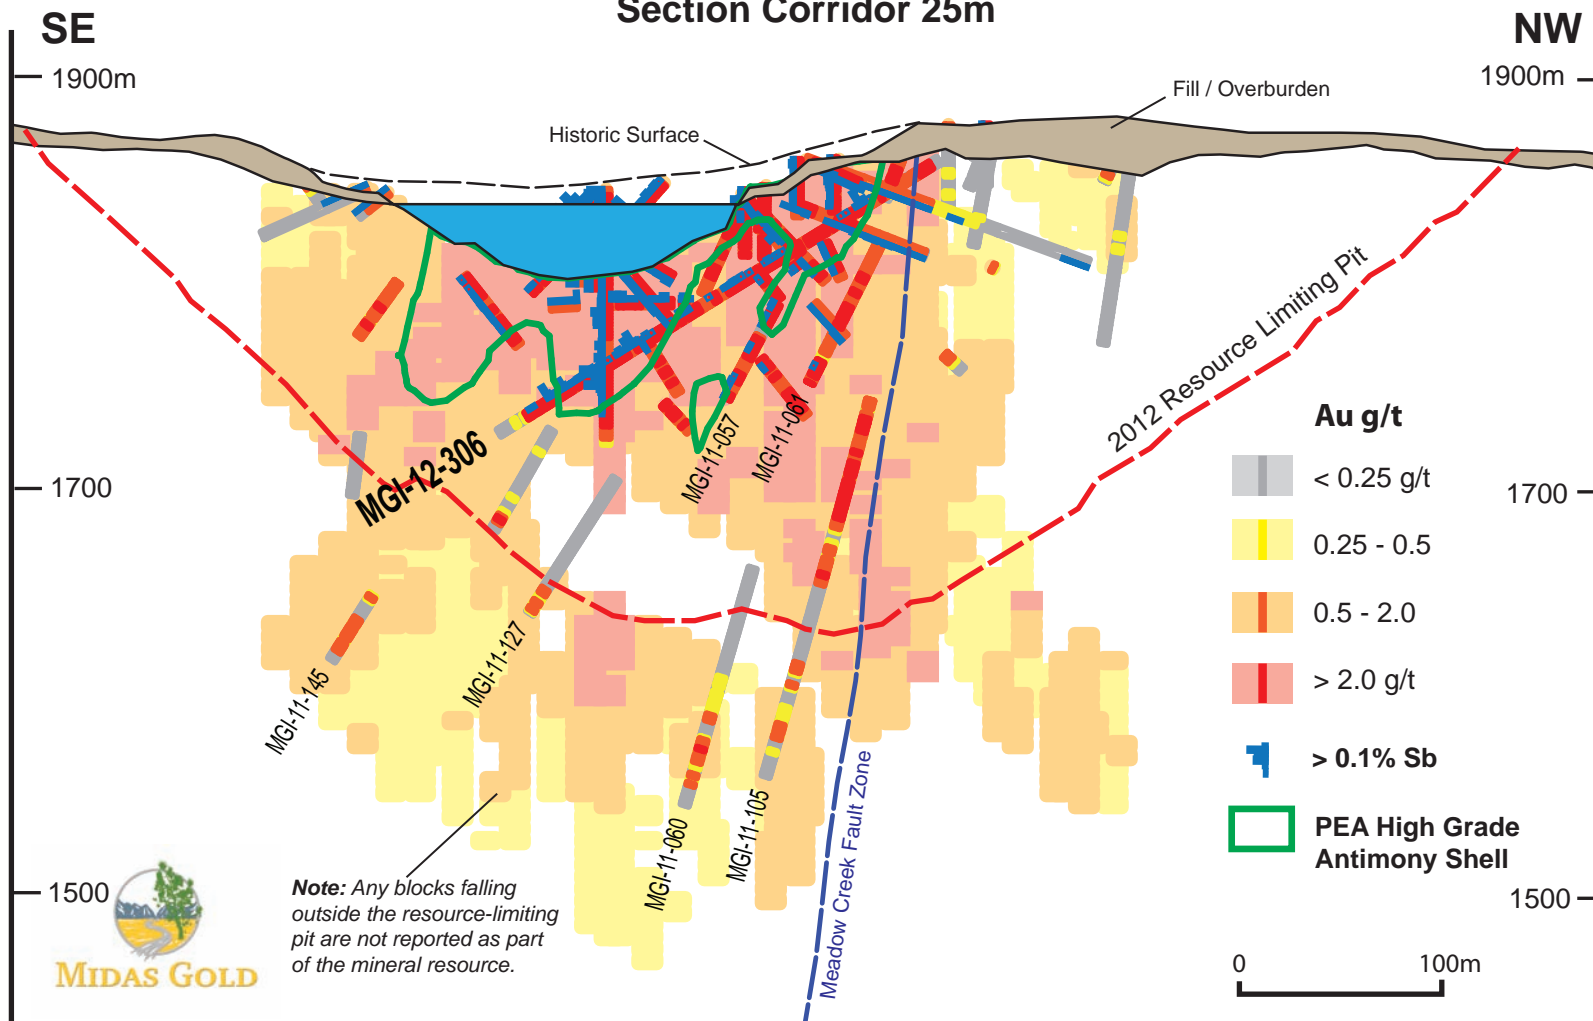 Section Corridor 25m
SE
NW
1900m
1900m
Fill / Overburden
Historic Surface
2012 Resource Limiting Pit
Au g/t
MGI-11-057
MGI-11-061
MGI-12-306
1700
1700
< 0.25 g/t
0.25 - 0.5
0.5 - 2.0
> 2.0 g/t
> 0.1% Sb
PEA High Grade
Antimony Shell
MGI-11-145
MGI-11-127
MGI-11-060
MGI-11-105
Meadow Creek Fault Zone
1500
1500
Note: Any blocks falling
outside the resource-limiting
pit are not reported as part
of the mineral resource.
MIDAS GOLD
0 100m